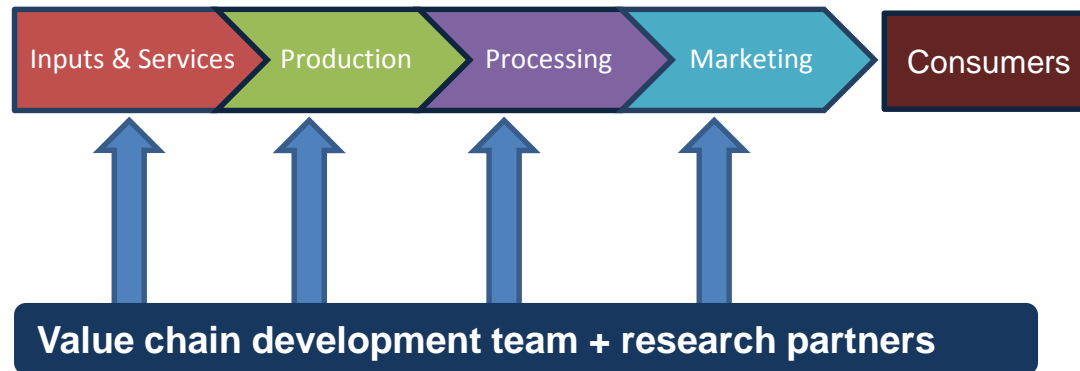 Inputs & Services
Production
Processing
Marketing
Consumers
Value chain development team + research partners